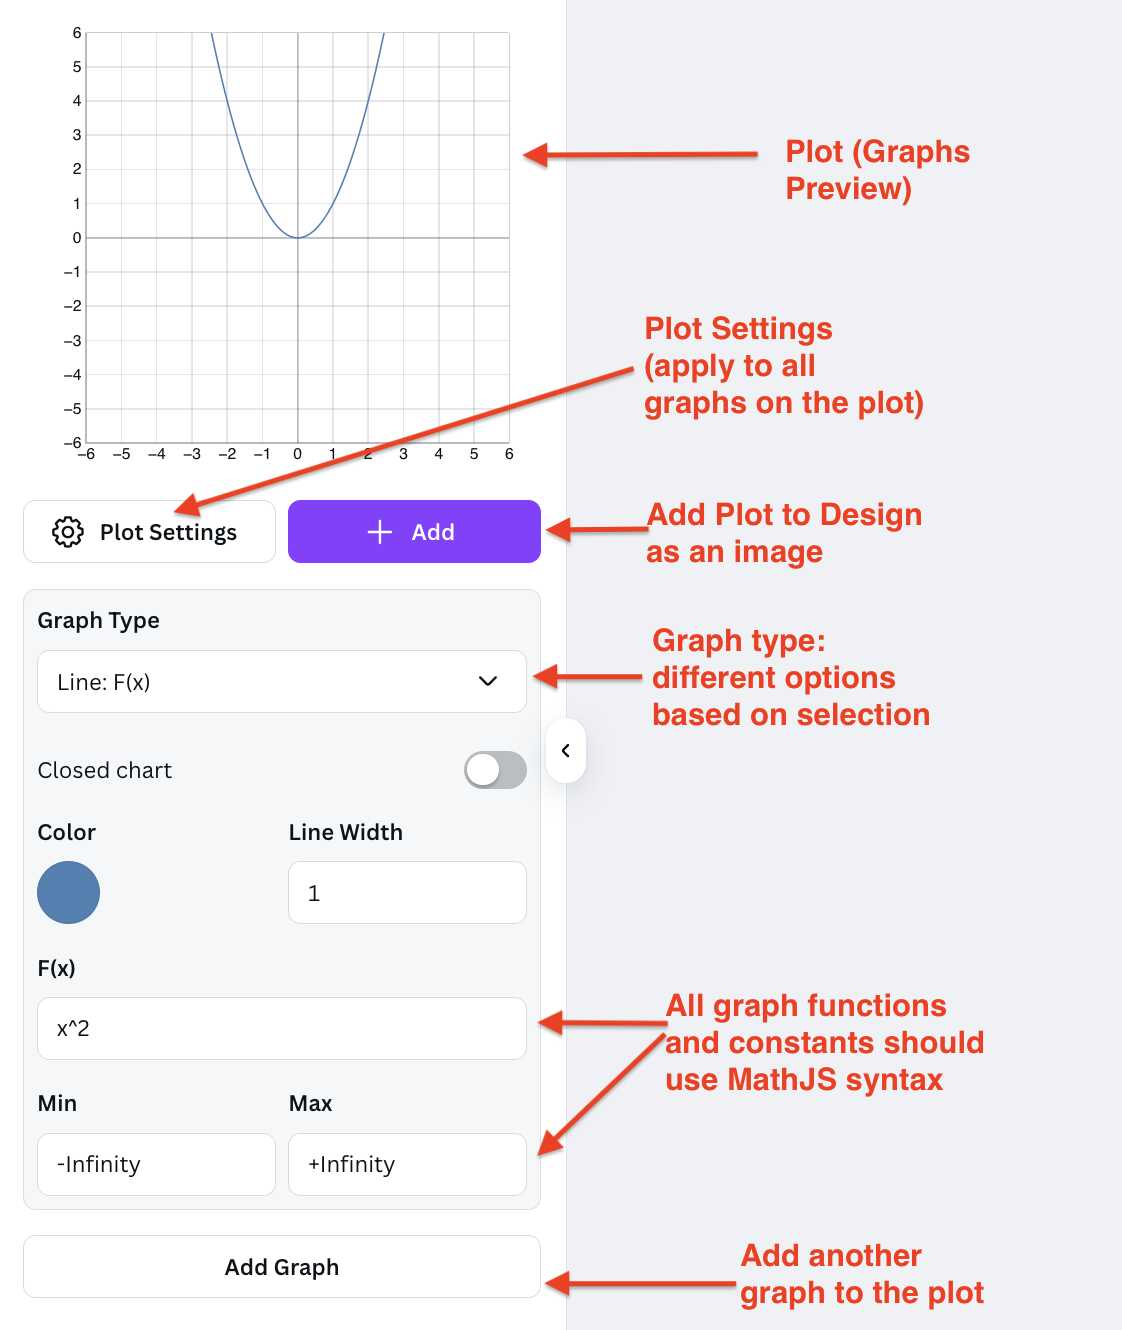 6
5
4
3
2
1
0
−1
−2
−3
−4
−5
−6
−6 −5 −4 −3 −2 −1 0 1 2 3 4 5 6
Plot (Graphs
Preview)
Plot Settings
(apply to all
graphs on the plot)
Plot Settings
Add
Add Plot to Design
as an image
Graph Type
Line: F(x)
Graph type:
different options
based on selection
Closed chart
Color Line Width
1
F(x)
x^2
All graph functions
and constants should
use MathJS syntax
Min Max
-Infinity +Infinity
Add Graph
Add another
graph to the plot